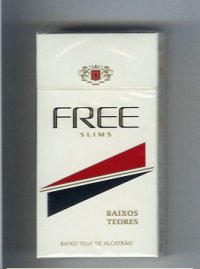 FREE
SLIMS
BAIXOS
TEORES
BAIXO TEOR DE ALCATRÃO